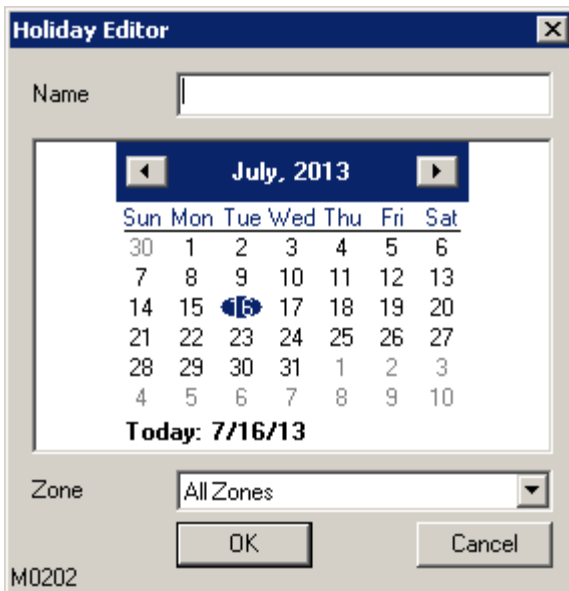 Holiday Editor
Name
July, 2013
Sun Mon Tue Wed Thu Fri Sat
30 1 2 3 4 5 6
7 8 9 10 11 12 13
14 15 16 17 18 19 20
21 22 23 24 25 26 27
28 29 30 31 1 2 3
4 5 6 7 8 9 10
Today: 7/16/13
Zone All Zones
OK Cancel
M0202